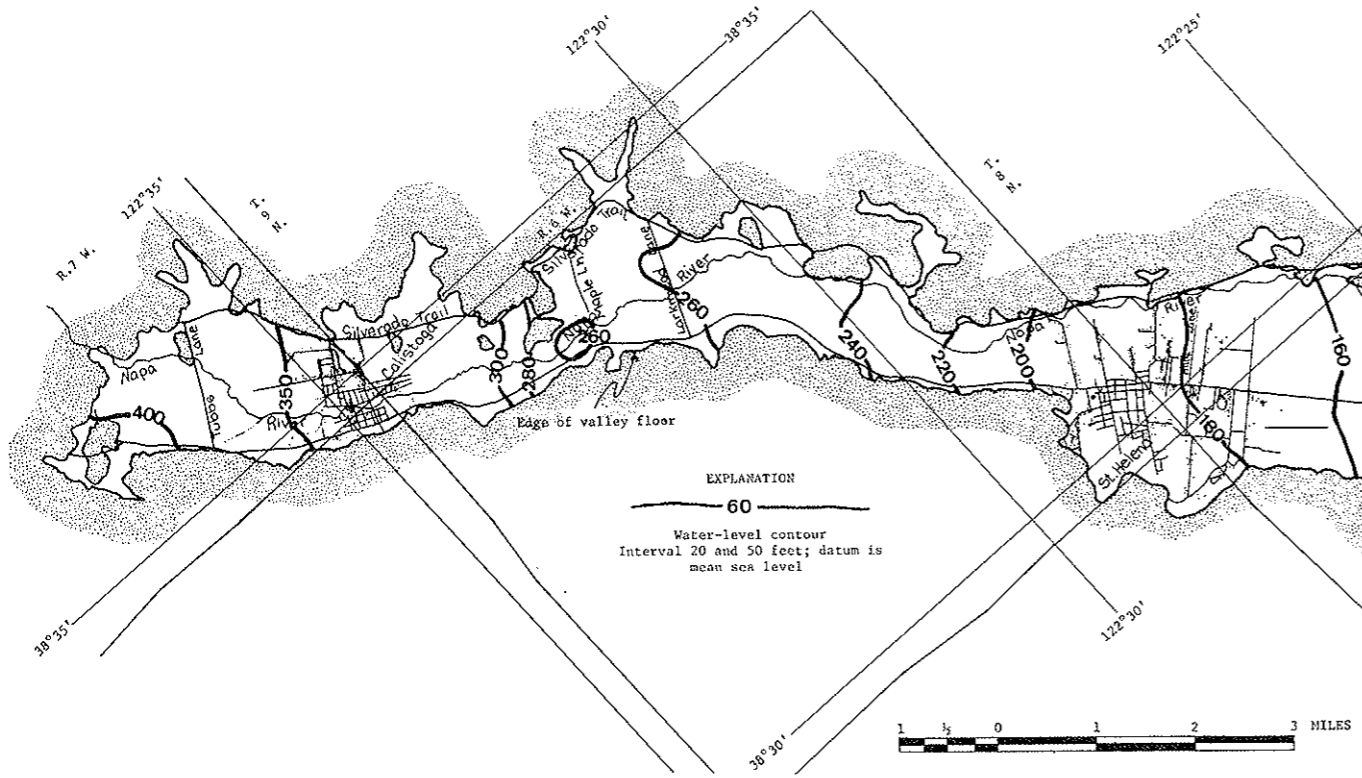 122°30'
38°35'
122°25'
T.
8
N.
122°35'
T.
9
N.
R.7 W.
R.8 W.
Silverado Trail
Lane
River
Maple Ln
Larkmead
260
Napa
260
Silverado Trail
Calistoga
Tubbs Lane
Napa
River
350
400
300
280
240
220
200
Napa
River
180
160
St. Helena
Edge of valley floor
EXPLANATION
60
Water-level contour
Interval 20 and 50 feet; datum is
mean sea level
38°35'
122°30'
38°30'
1 ½ 0 1 2 3 MILES